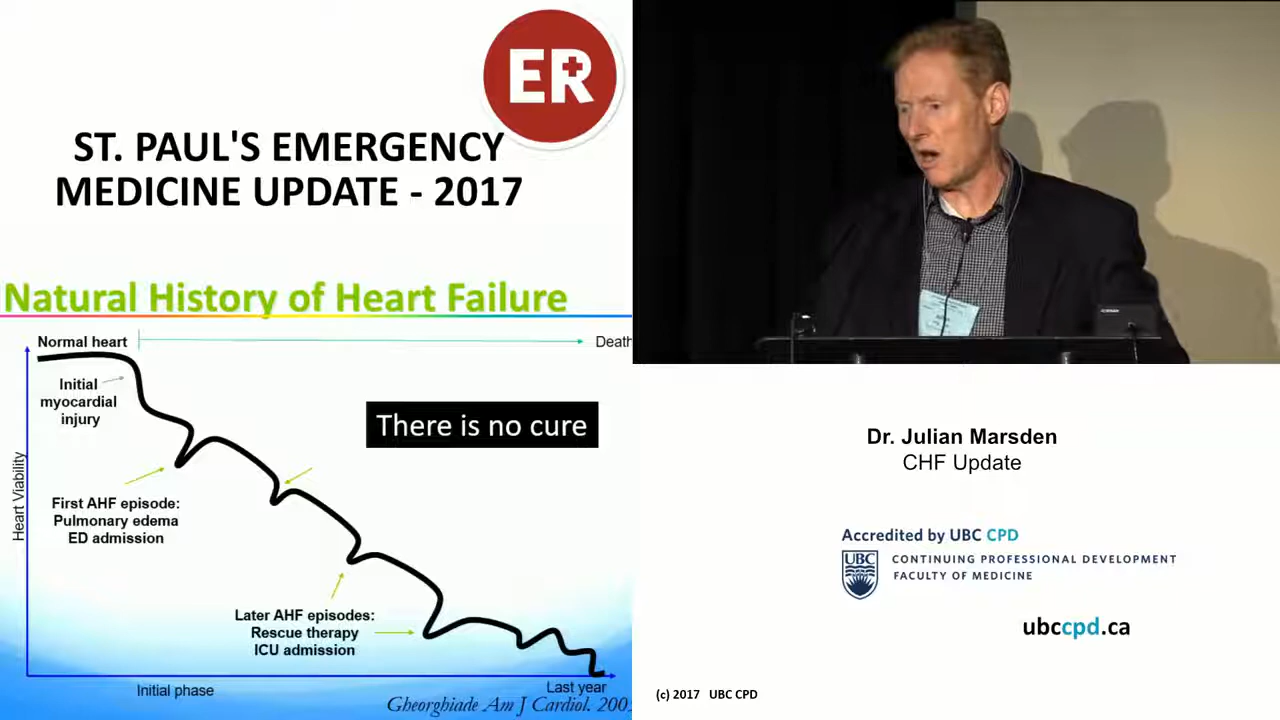 ER
ST. PAUL'S EMERGENCY
MEDICINE UPDATE - 2017
Natural History of Heart Failure
Normal heart
Death
Initial
myocardial
injury
There is no cure
Heart Viability
First AHF episode:
Pulmonary edema
ED admission
Later AHF episodes:
Rescue therapy
ICU admission
Initial phase
Last year
Gheorghiade Am J Cardiol. 200
Dr. Julian Marsden
CHF Update
Accredited by UBC CPD
UBC
CONTINUING PROFESSIONAL DEVELOPMENT
FACULTY OF MEDICINE
ubccpd.ca
(c) 2017 UBC CPD